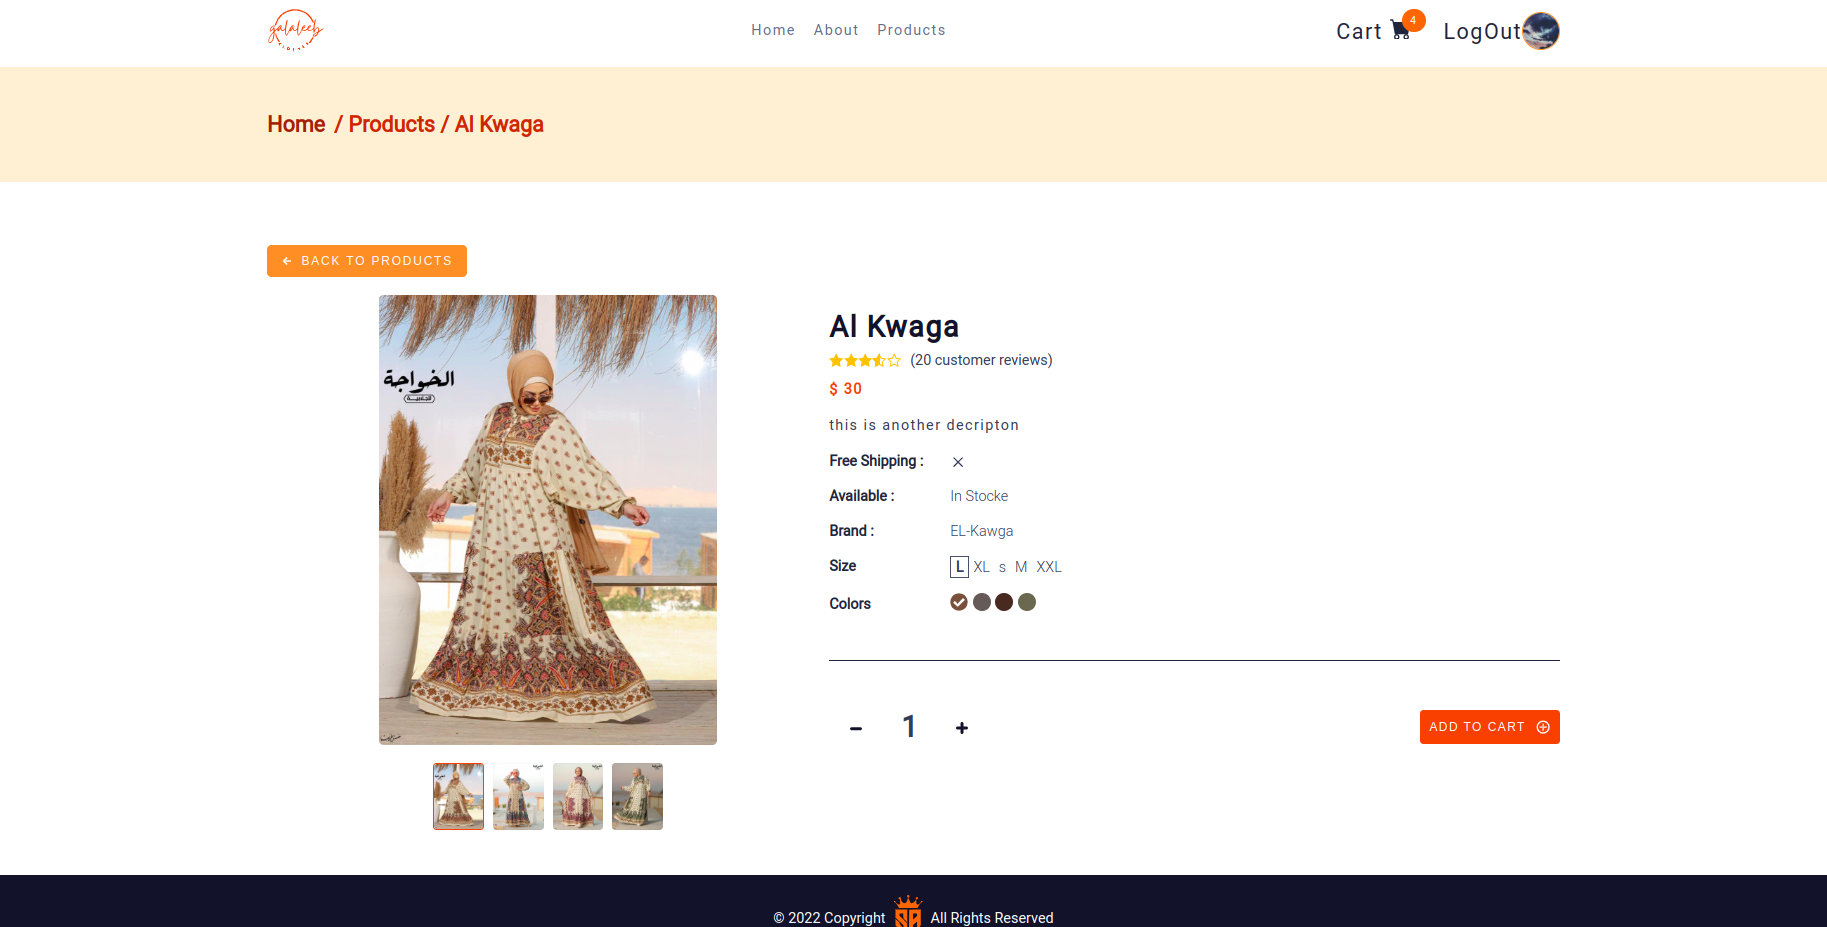 galaleeb
Home About Products
Cart 4 LogOut
Home / Products / Al Kwaga
BACK TO PRODUCTS
الخواجة
Al Kwaga
(20 customer reviews)
$ 30
this is another decripton
Free Shipping :
Available : In Stocke
Brand : EL-Kawga
Size L XL s M XXL
Colors
1
ADD TO CART
© 2022 Copyright All Rights Reserved